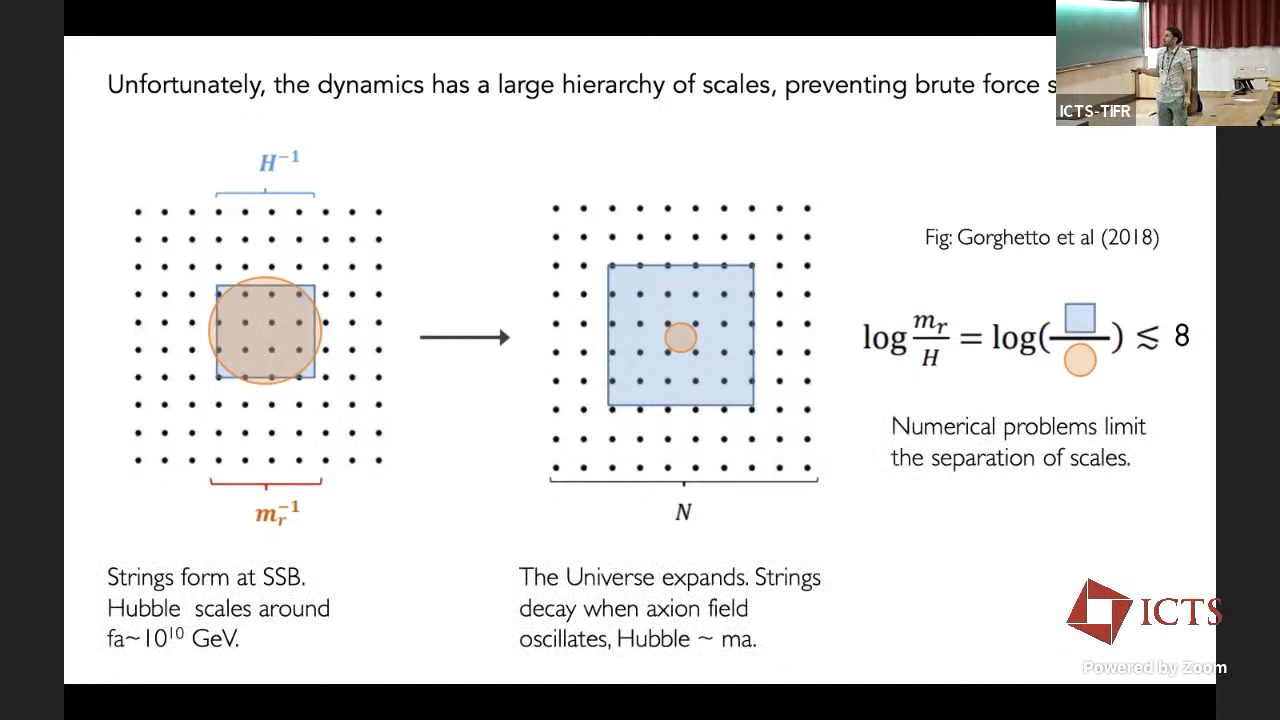 Unfortunately, the dynamics has a large hierarchy of scales, preventing brute force
ICTS-TIFR
H⁻¹
Fig: Gorghetto et al (2018)
log m_r/H = log( / ) ≲ 8
Numerical problems limit
the separation of scales.
m_r⁻¹
N
Strings form at SSB.
Hubble scales around
fa~10¹⁰ GeV.
The Universe expands. Strings
decay when axion field
oscillates, Hubble ~ ma.
ICTS
Powered by Zoom